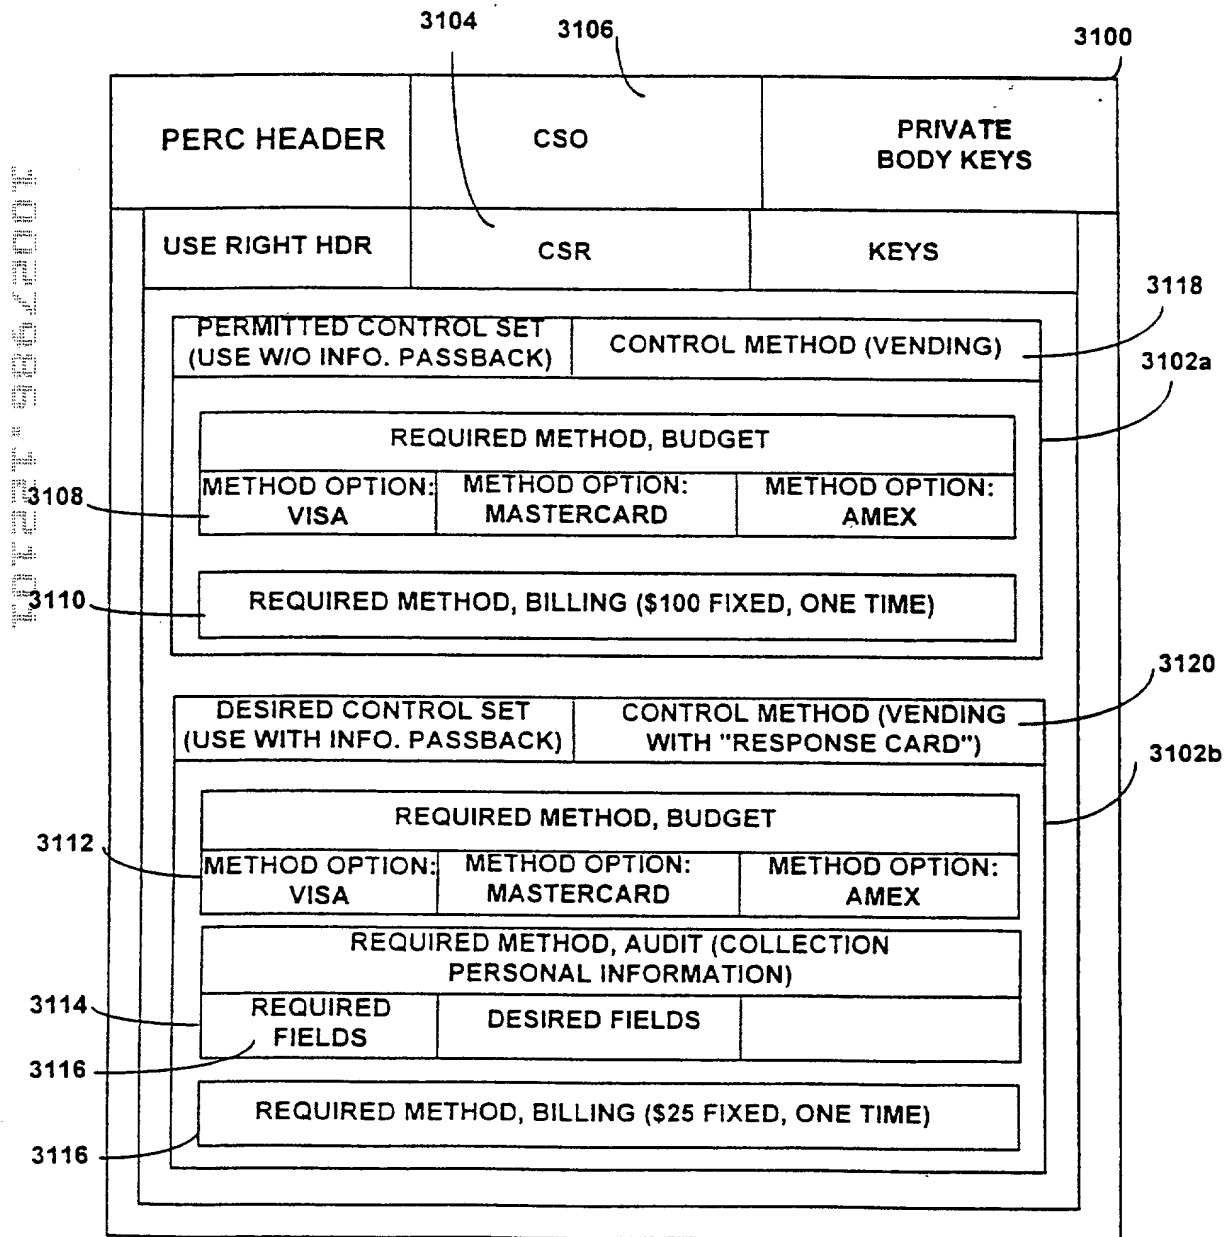 3104
3106
3100
PERC HEADER
CSO
PRIVATE
BODY KEYS
USE RIGHT HDR
CSR
KEYS
3118
PERMITTED CONTROL SET
(USE W/O INFO. PASSBACK)
CONTROL METHOD (VENDING)
3102a
REQUIRED METHOD, BUDGET
3108
METHOD OPTION:
VISA
METHOD OPTION:
MASTERCARD
METHOD OPTION:
AMEX
3110
REQUIRED METHOD, BILLING ($100 FIXED, ONE TIME)
3120
DESIRED CONTROL SET
(USE WITH INFO. PASSBACK)
CONTROL METHOD (VENDING
WITH "RESPONSE CARD")
3102b
REQUIRED METHOD, BUDGET
3112
METHOD OPTION:
VISA
METHOD OPTION:
MASTERCARD
METHOD OPTION:
AMEX
REQUIRED METHOD, AUDIT (COLLECTION
PERSONAL INFORMATION)
3114
REQUIRED
FIELDS
DESIRED FIELDS
3116
REQUIRED METHOD, BILLING ($25 FIXED, ONE TIME)
3116